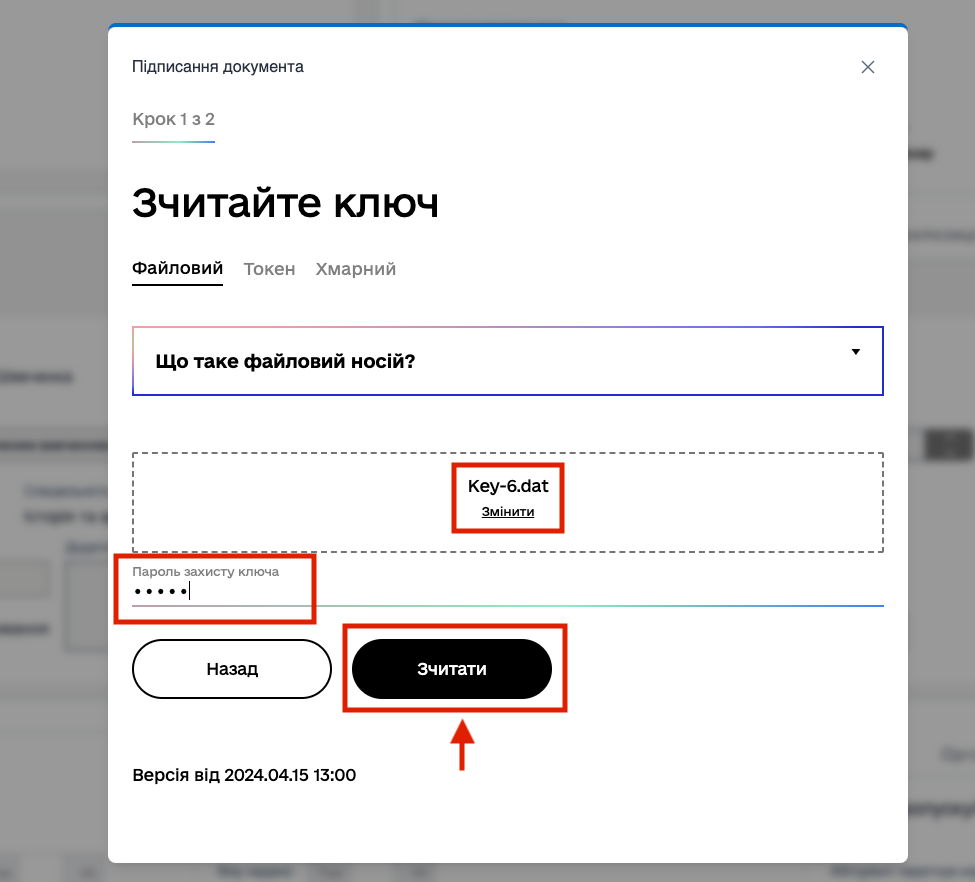 Підписання документа
Крок 1 з 2
Зчитайте ключ
Файловий Токен Хмарний
Що таке файловий носій?
Key-6.dat
Змінити
Пароль захисту ключа
•••••
Назад Зчитати
Версія від 2024.04.15 13:00